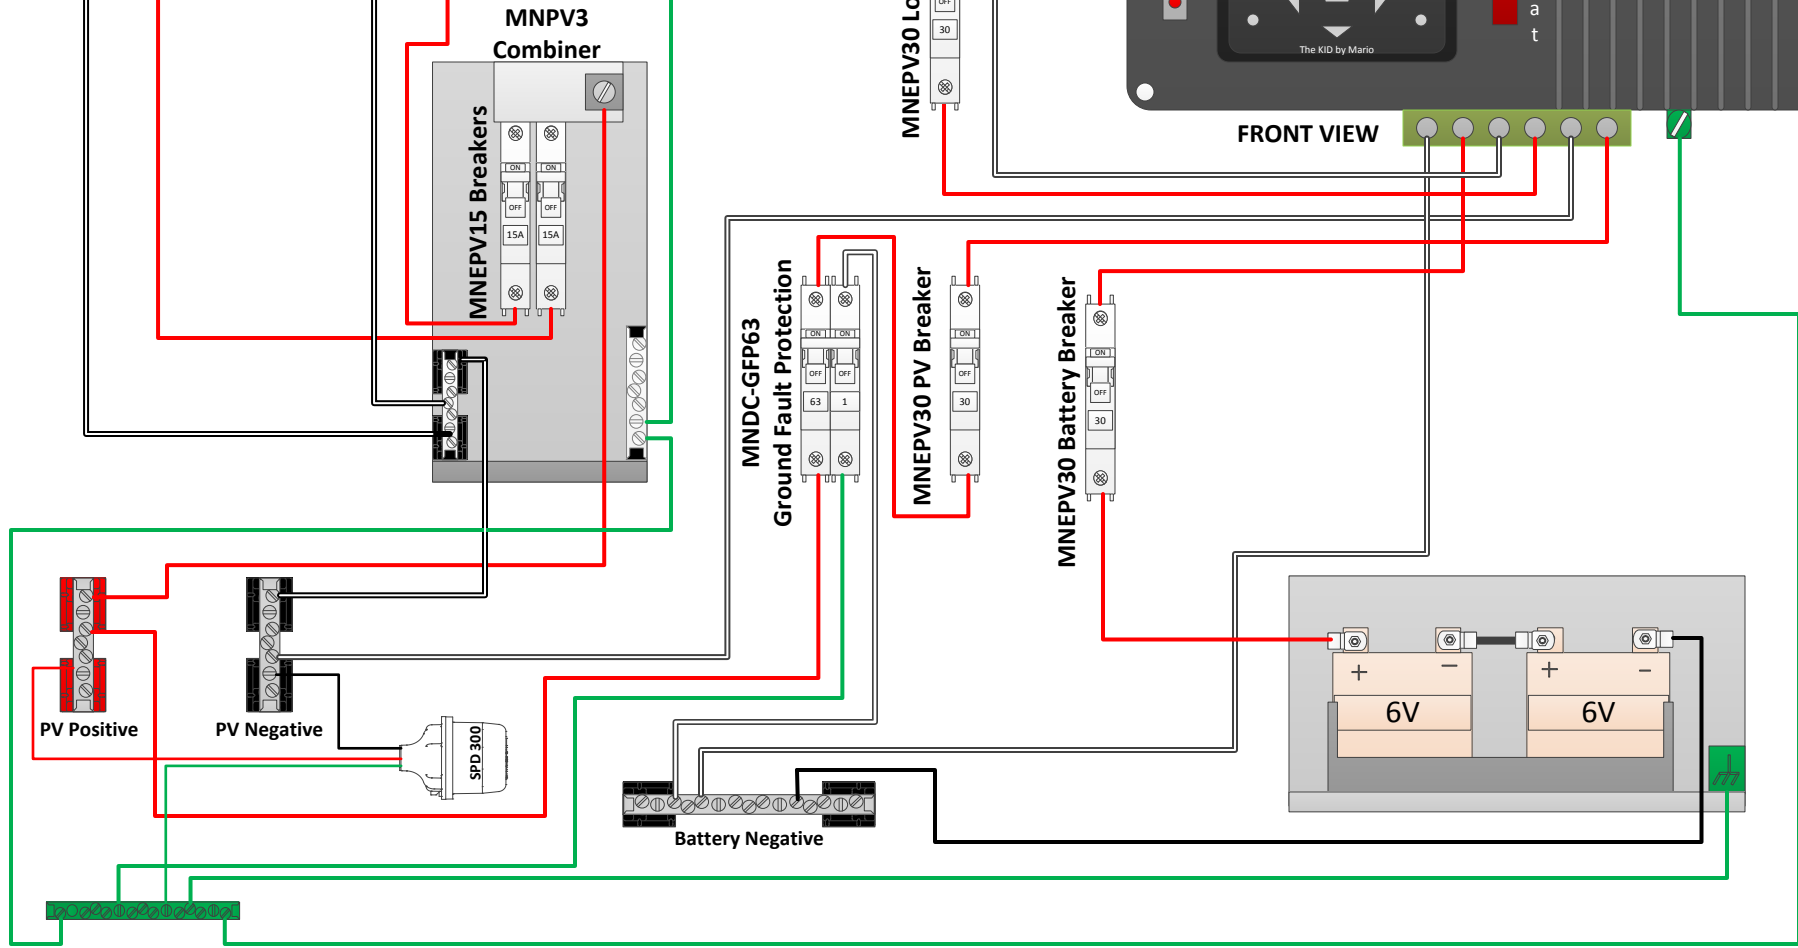 MNPV3
Combiner
MNEPV15 Breakers
ON
ON
OFF
OFF
15A
15A
MNEPV30 Lo
OFF
30
The KID by Mario
a
t
FRONT VIEW
MNDC-GFP63
Ground Fault Protection
ON
ON
OFF
OFF
63
1
MNEPV30 PV Breaker
ON
OFF
30
MNEPV30 Battery Breaker
ON
OFF
30
PV Positive
PV Negative
SPD 300
Battery Negative
+
−
+
−
6V
6V